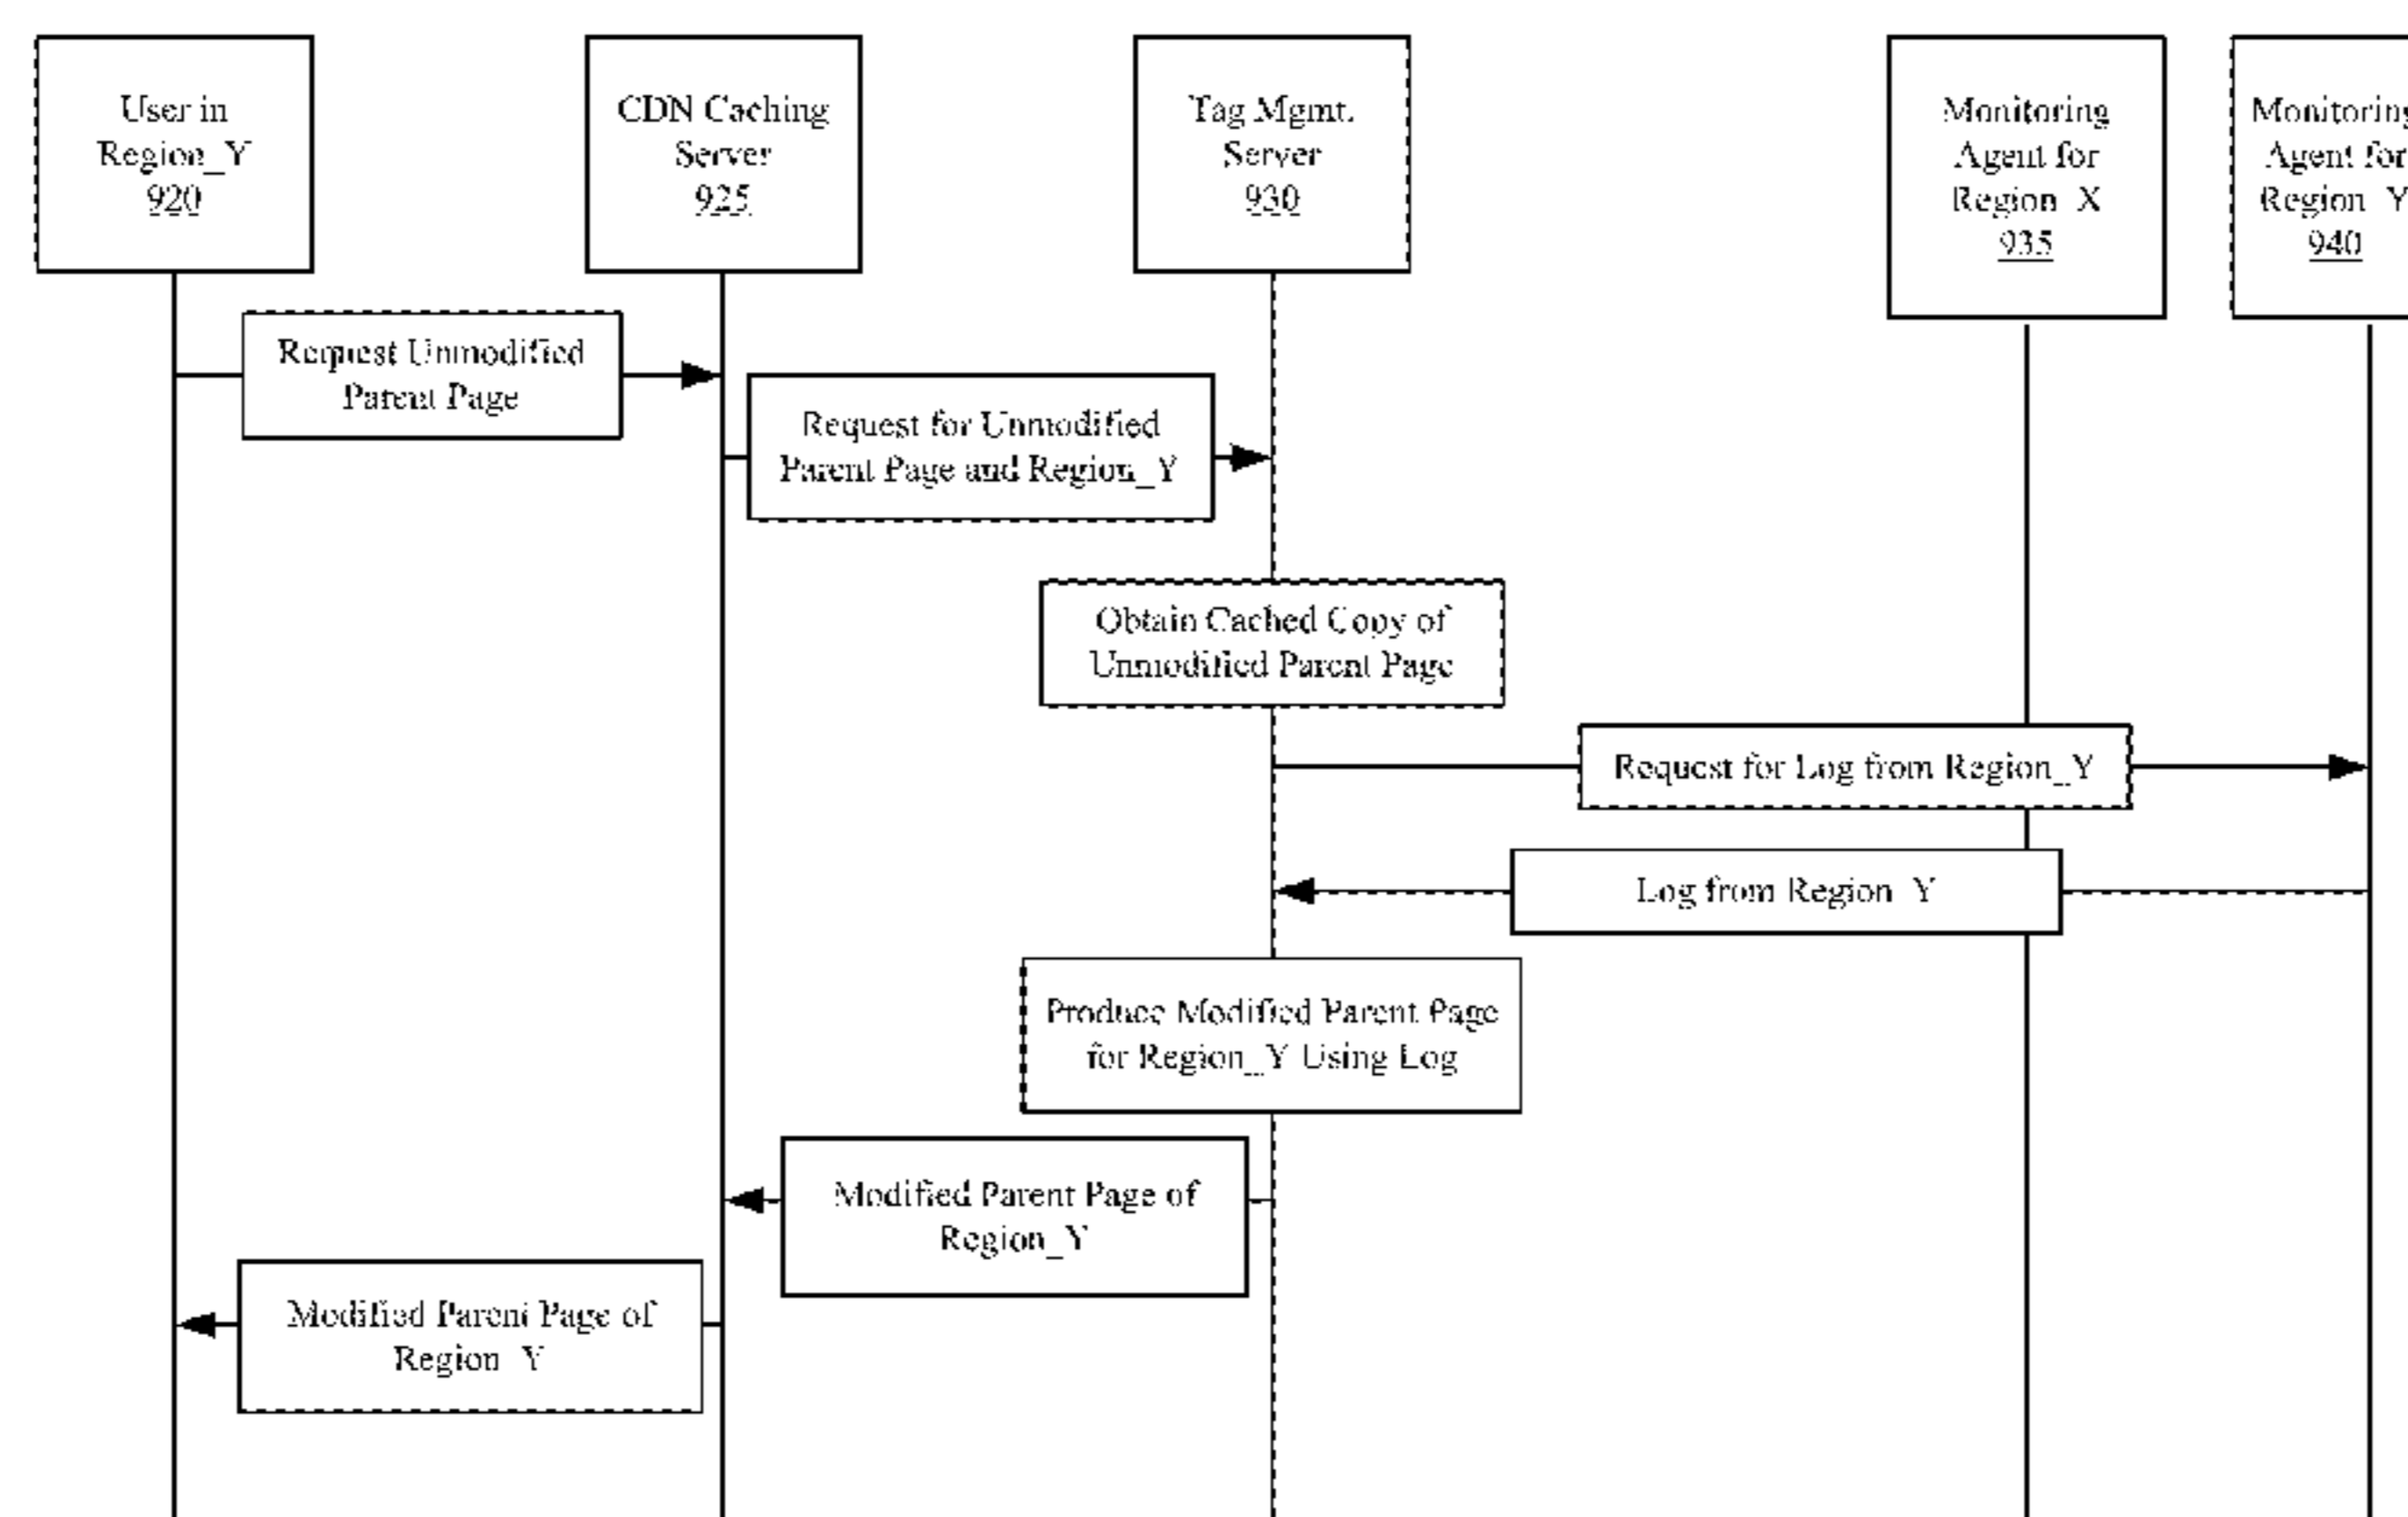 User in
Region_Y
920
CDN Caching
Server
925
Tag Mgmt.
Server
930
Monitoring
Agent for
Region_X
935
Monitoring
Agent for
Region_Y
940
Request Unmodified
Parent Page
Request for Unmodified
Parent Page and Region_Y
Obtain Cached Copy of
Unmodified Parent Page
Request for Log from Region_Y
Log from Region_Y
Produce Modified Parent Page
for Region_Y Using Log
Modified Parent Page of
Region_Y
Modified Parent Page of
Region_Y